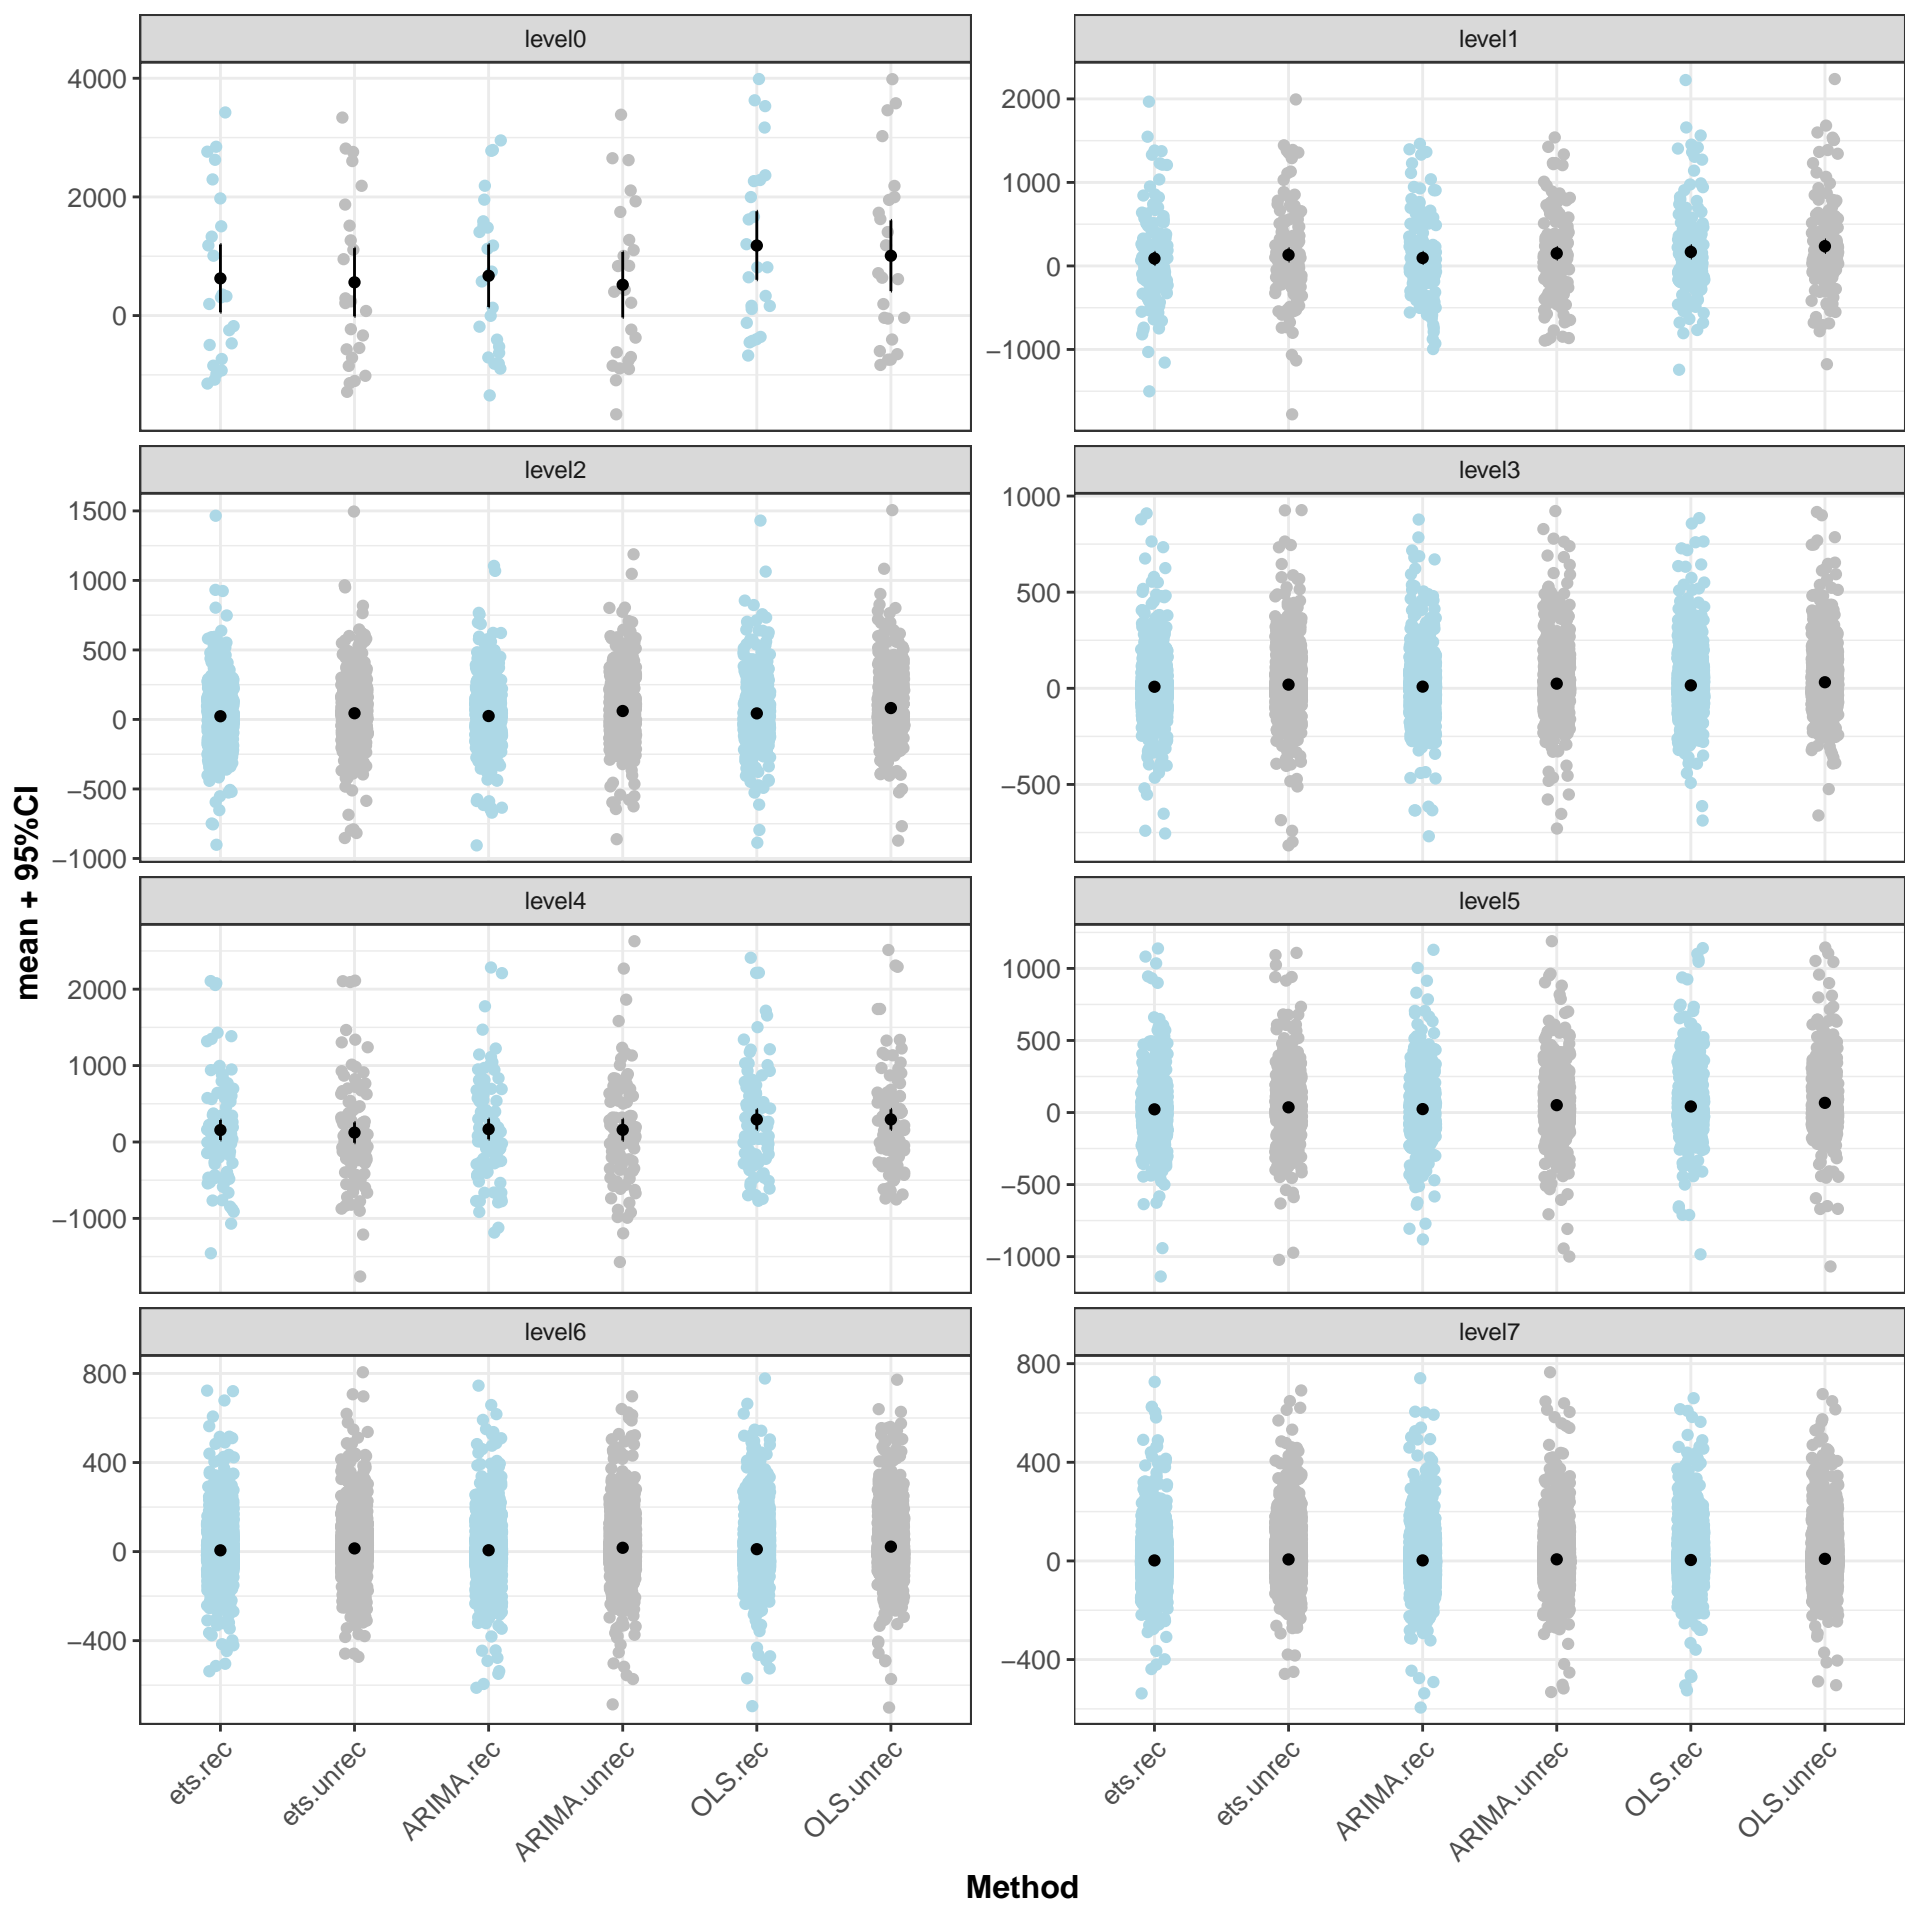 level0
level1
4000
2000
0
2000
1000
0
−1000
level2
level3
1500
1000
500
0
−500
−1000
1000
500
0
−500
mean + 95%CI
level4
level5
2000
1000
0
−1000
1000
500
0
−500
−1000
level6
level7
800
400
0
−400
800
400
0
−400
ets.rec
ets.unrec
ARIMA.rec
ARIMA.unrec
OLS.rec
OLS.unrec
ets.rec
ets.unrec
ARIMA.rec
ARIMA.unrec
OLS.rec
OLS.unrec
Method